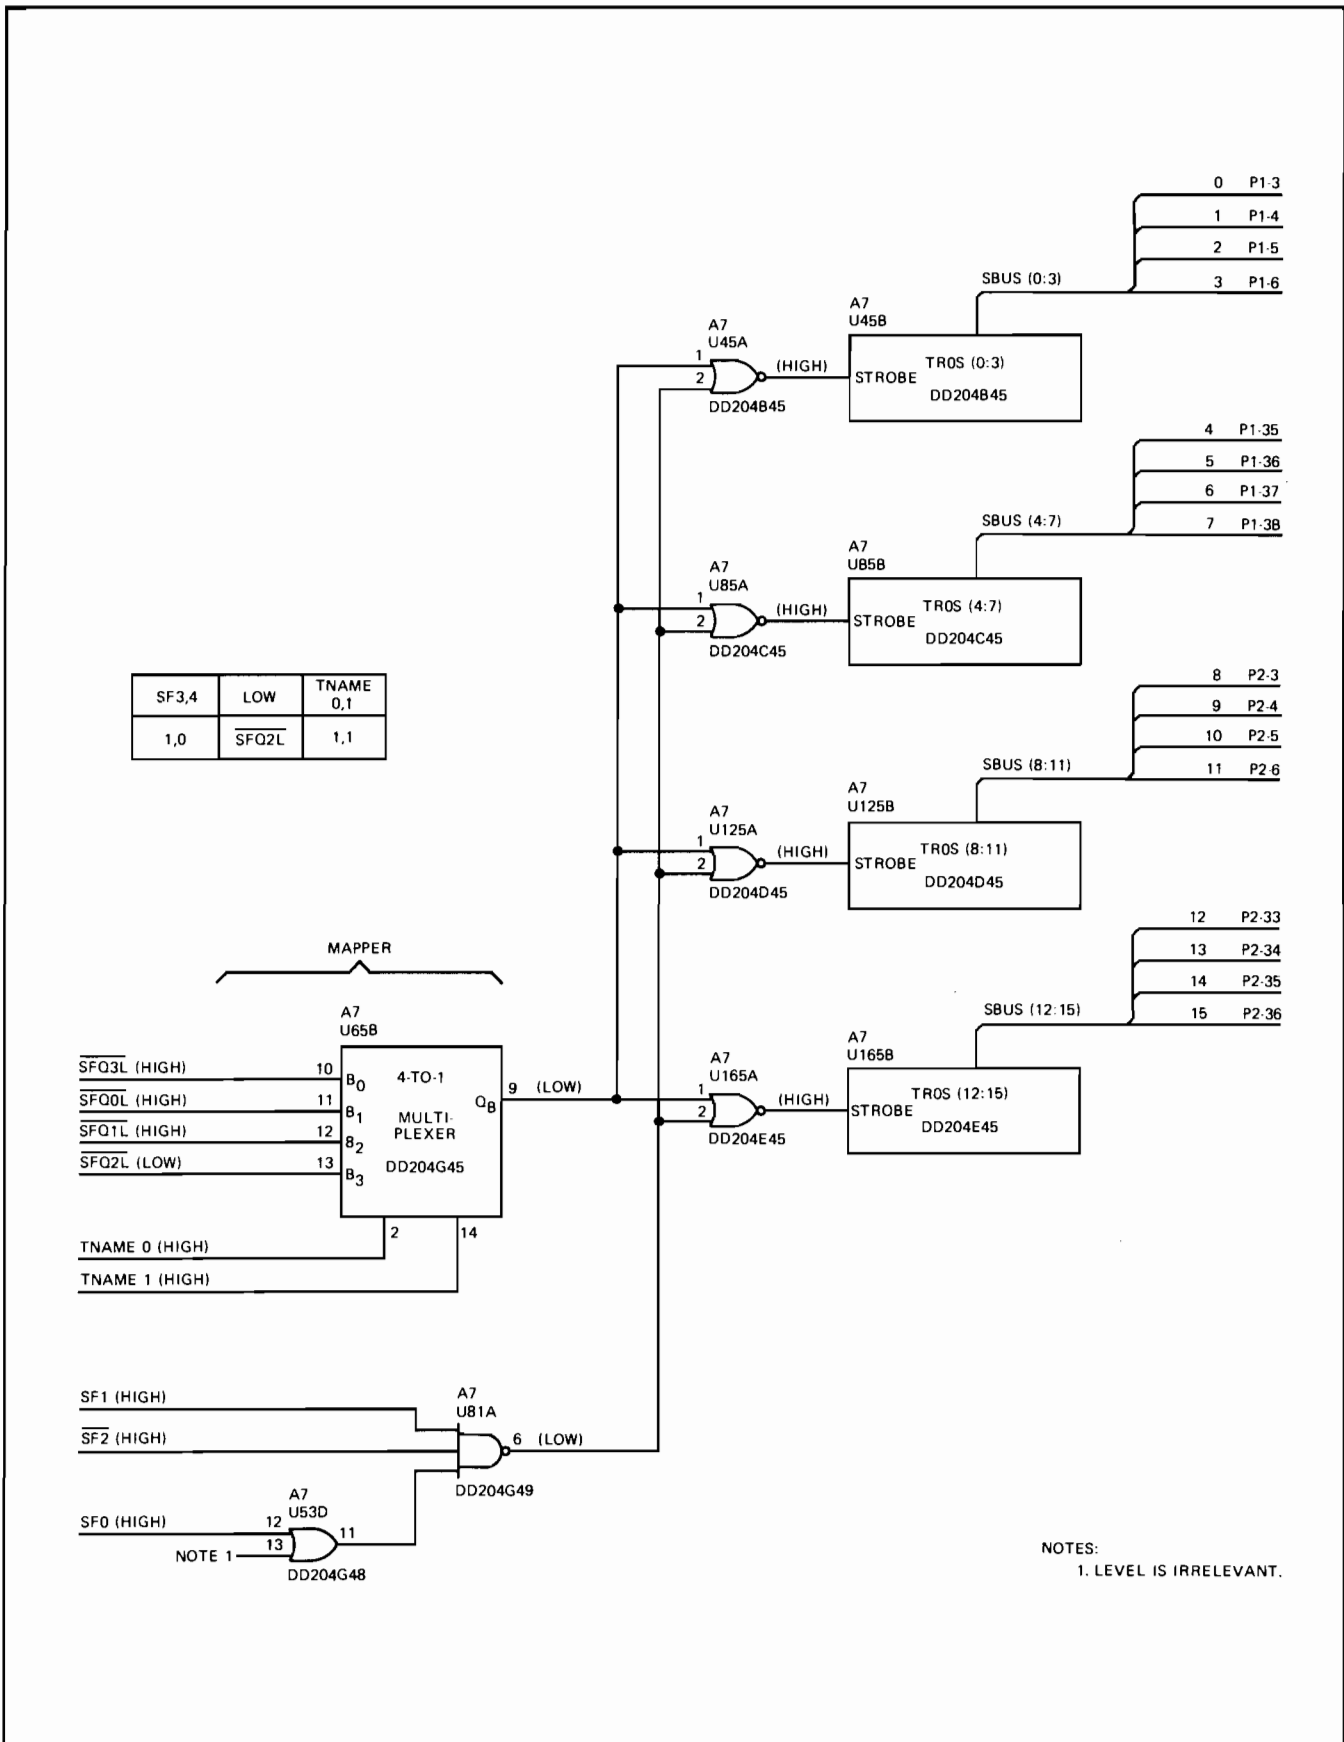 0 P1-3
1 P1-4
2 P1-5
SBUS (0:3) 3 P1-6
A7
U45B
A7
U45A
1
2
(HIGH)
STROBE
TR0S (0:3)
DD204B45
DD204B45
4 P1-35
5 P1-36
6 P1-37
SBUS (4:7) 7 P1-38
A7
U85B
A7
U85A
1
2
(HIGH)
STROBE
TR0S (4:7)
DD204C45
DD204C45
SF3,4 LOW TNAME 0,1
1,0 SFQ2L 1,1
8 P2-3
9 P2-4
10 P2-5
SBUS (8:11) 11 P2-6
A7
U125B
A7
U125A
1
2
(HIGH)
STROBE
TR0S (8:11)
DD204D45
DD204D45
12 P2-33
13 P2-34
14 P2-35
SBUS (12:15) 15 P2-36
A7
U165B
A7
U165A
1
2
(HIGH)
STROBE
TR0S (12:15)
DD204E45
DD204E45
MAPPER
A7
U65B
SFQ3L (HIGH) 10 B0
SFQ0L (HIGH) 11 B1
SFQ1L (HIGH) 12 B2
SFQ2L (LOW) 13 B3
4-TO-1
MULTI-
PLEXER
DD204G45
QB 9 (LOW)
2 14
TNAME 0 (HIGH)
TNAME 1 (HIGH)
SF1 (HIGH)
SF2 (HIGH)
A7
U81A
6 (LOW)
DD204G49
A7
U53D
SF0 (HIGH) 12
NOTE 1 13
11
DD204G48
NOTES:
1. LEVEL IS IRRELEVANT.